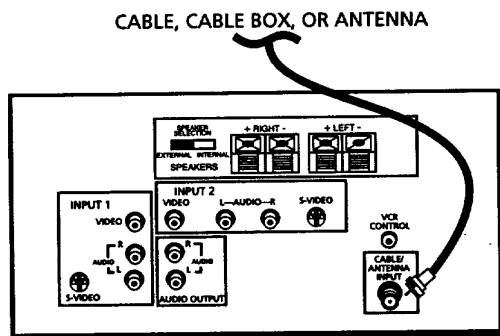 CABLE, CABLE BOX, OR ANTENNA
SPEAKER
SELECTION
EXTERNAL INTERNAL
SPEAKERS
+ RIGHT -
+ LEFT -
INPUT 1
VIDEO
R
AUDIO
L
S-VIDEO
INPUT 2
VIDEO
L—AUDIO—R
S-VIDEO
R
AUDIO
L
AUDIO OUTPUT
VCR
CONTROL
CABLE/
ANTENNA
INPUT